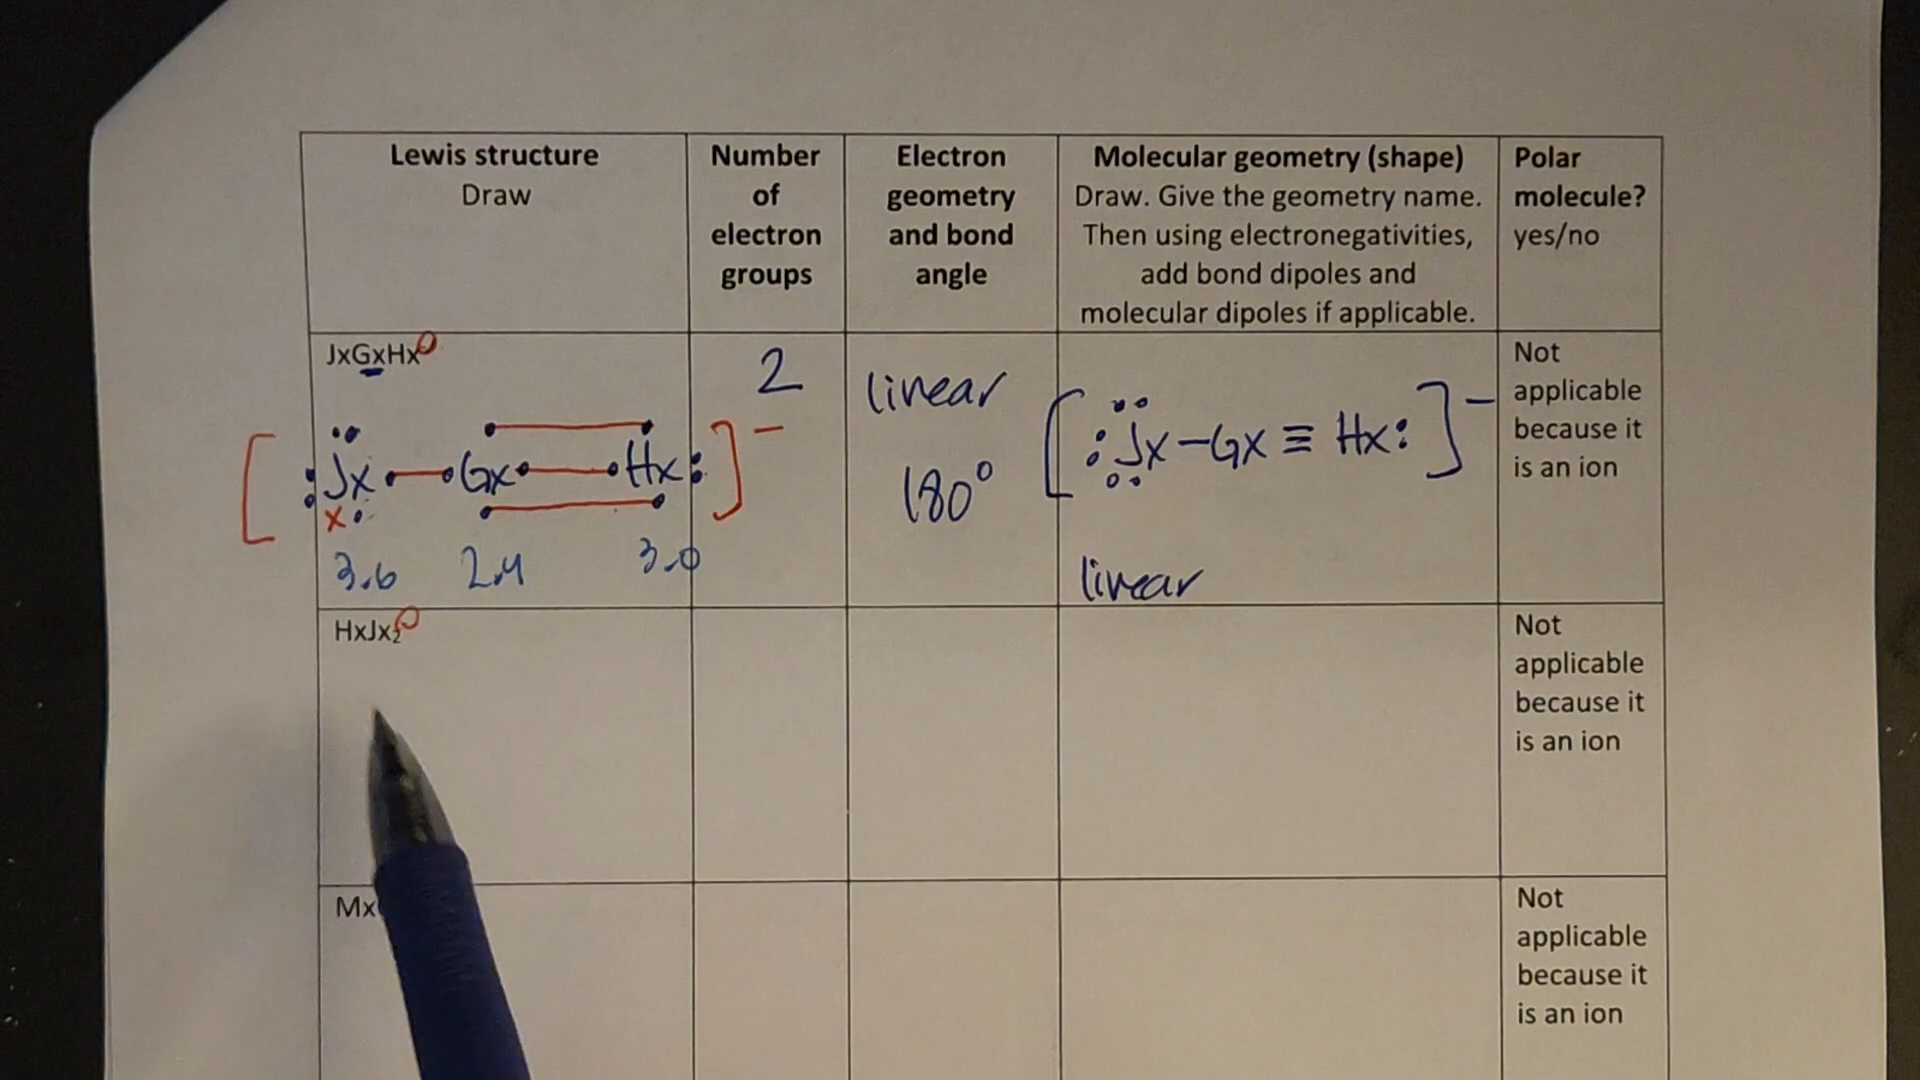 Lewis structure
Draw
Number
of
electron
groups
Electron
geometry
and bond
angle
Molecular geometry (shape)
Draw. Give the geometry name.
Then using electronegativities,
add bond dipoles and
molecular dipoles if applicable.
Polar
molecule?
yes/no
JxGxHx⁻
[:Jx—Gx≡Hx:]⁻
x
3.6 2.4 3.0
2
linear
180°
[:Jx–Gx≡Hx:]⁻
linear
Not
applicable
because it
is an ion
HxJx₂⁻
Not
applicable
because it
is an ion
Mx
Not
applicable
because it
is an ion